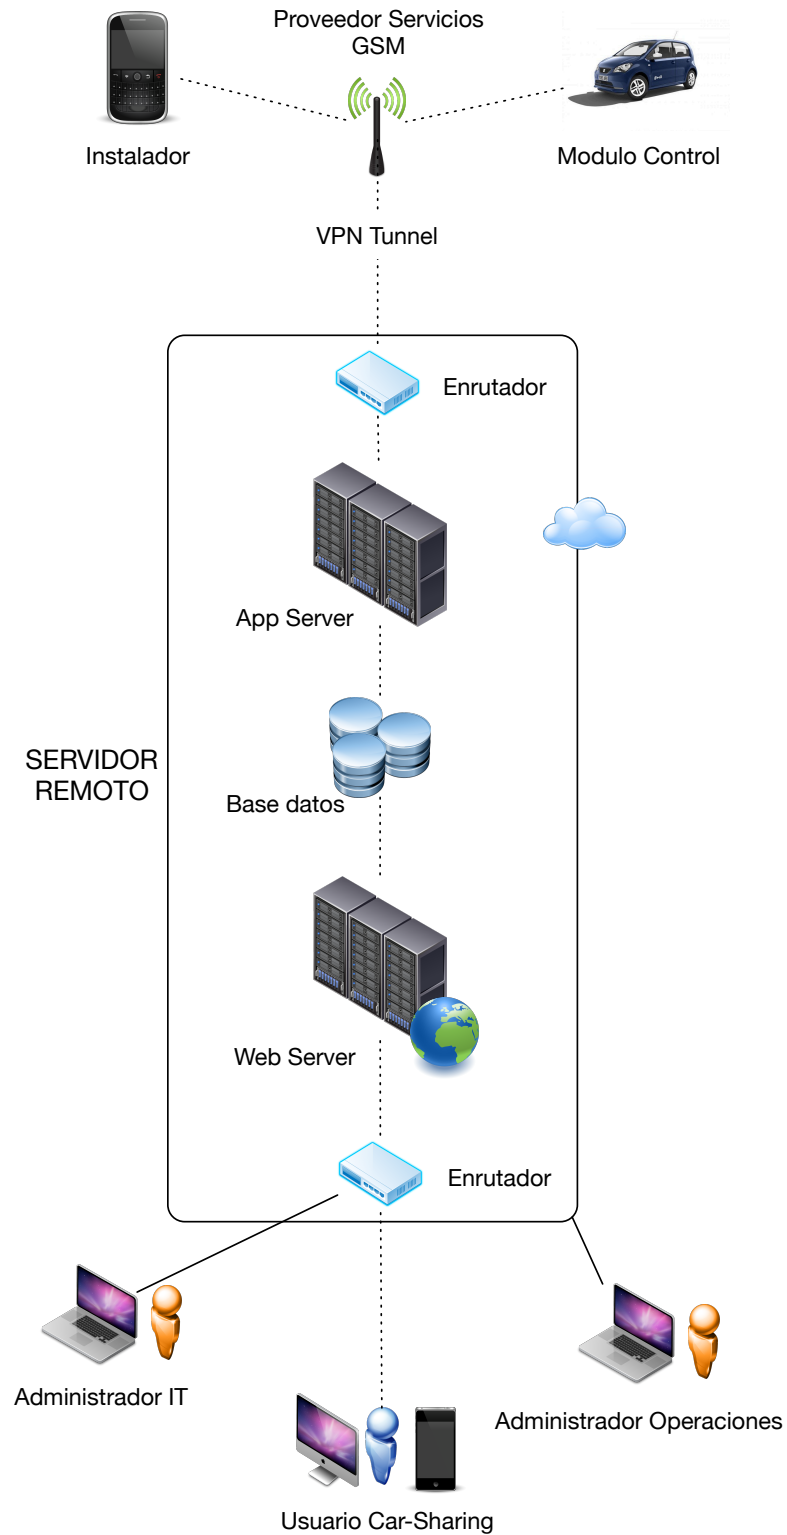 Proveedor Servicios
GSM
Instalador
Modulo Control
VPN Tunnel
Enrutador
App Server
SERVIDOR
REMOTO
Base datos
Web Server
Enrutador
Administrador IT
Administrador Operaciones
Usuario Car-Sharing